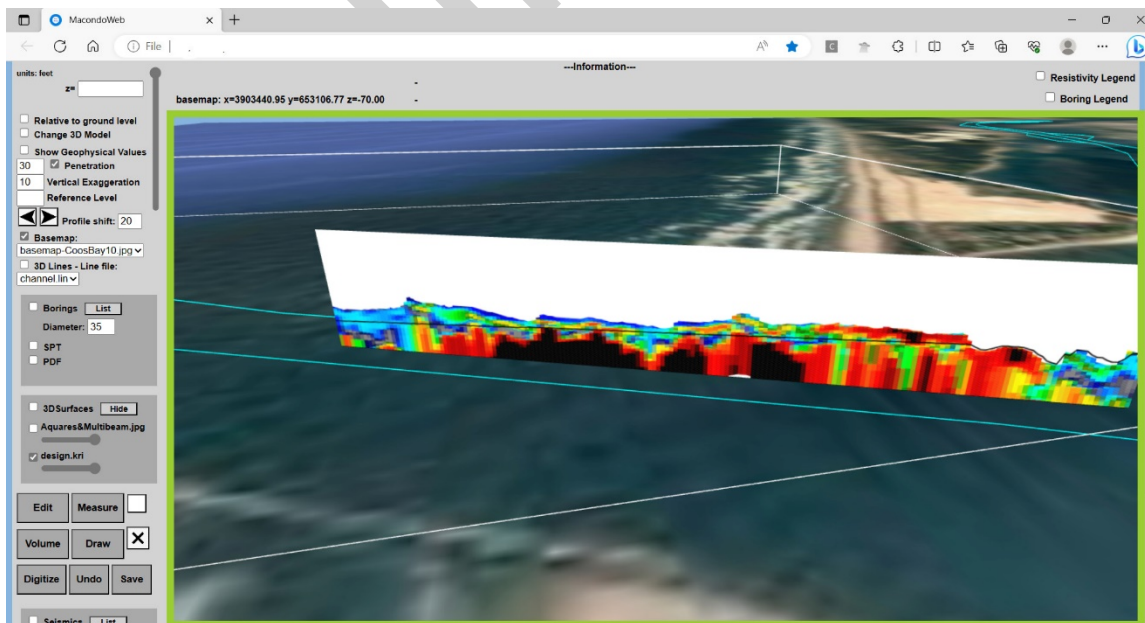 MacondoWeb
File
---Information---
units: feet
z=
-
basemap: x=3903440.95 y=653106.77 z=-70.00
-
Resistivity Legend
Boring Legend
Relative to ground level
Change 3D Model
Show Geophysical Values
30 Penetration
10 Vertical Exaggeration
Reference Level
Profile shift: 20
Basemap:
basemap-CoosBay10.jpg
3D Lines - Line file:
channel.lin
Borings List
Diameter: 35
SPT
PDF
3DSurfaces Hide
Aquares&Multibeam.jpg
design.kri
Edit Measure
Volume Draw X
Digitize Undo Save
Seismics List